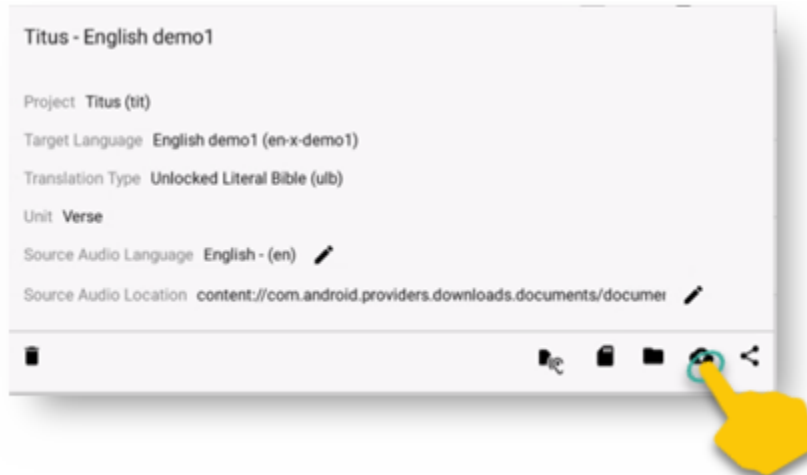 Titus - English demo1
Project Titus (tit)
Target Language English demo1 (en-x-demo1)
Translation Type Unlocked Literal Bible (ulb)
Unit Verse
Source Audio Language English - (en)
Source Audio Location content://com.android.providers.downloads.documents/documer